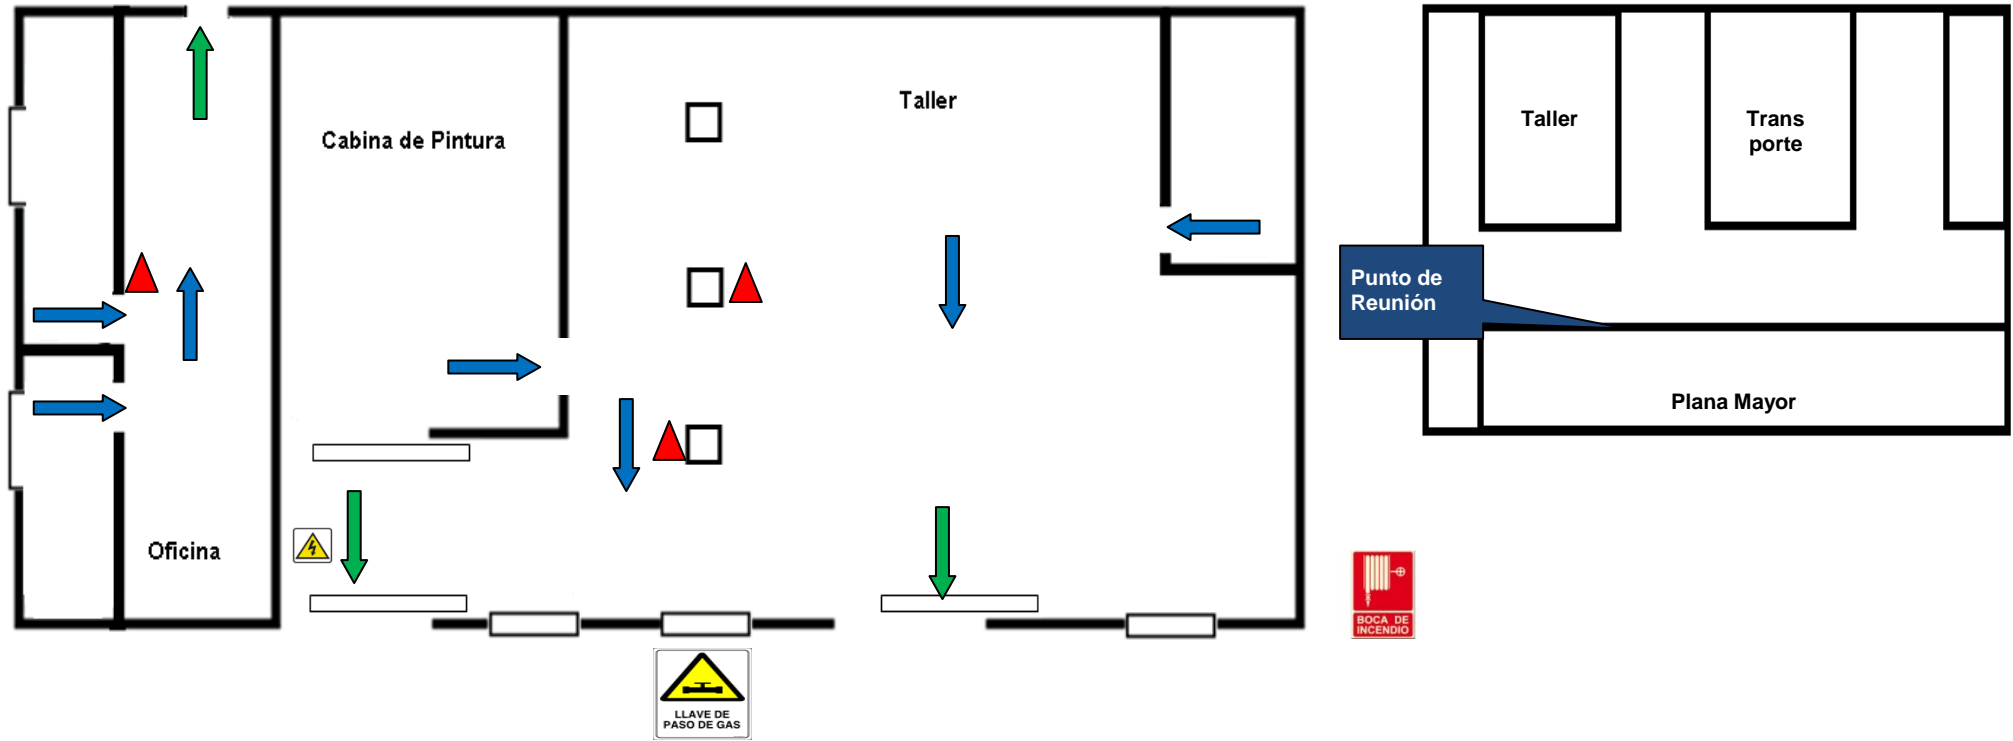 Taller
Cabina de Pintura
Oficina
LLAVE DE
PASO DE GAS
BOCA DE
INCENDIO
Taller
Trans
porte
Punto de
Reunión
Plana Mayor